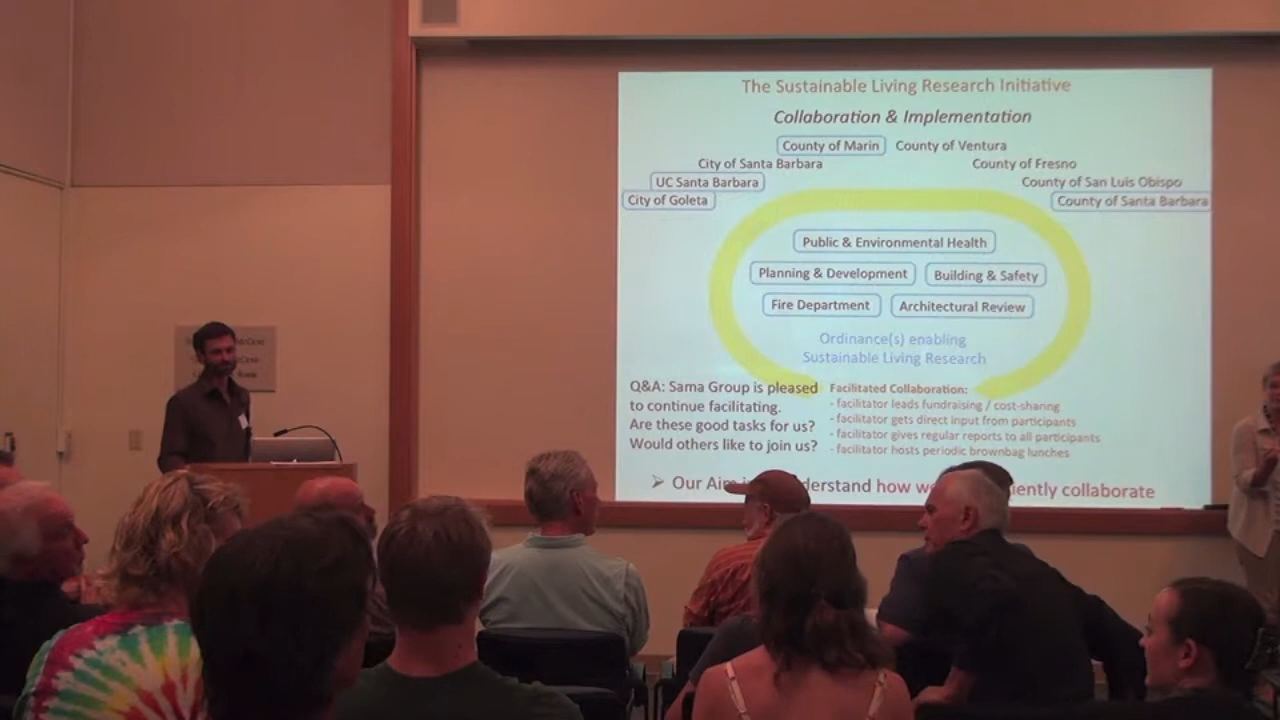 The Sustainable Living Research Initiative
Collaboration & Implementation
County of Marin County of Ventura
City of Santa Barbara County of Fresno
UC Santa Barbara County of San Luis Obispo
City of Goleta County of Santa Barbara
Public & Environmental Health
Planning & Development Building & Safety
Fire Department Architectural Review
Ordinance(s) enabling
Sustainable Living Research
Q&A: Sama Group is pleased
to continue facilitating.
Are these good tasks for us?
Would others like to join us?
Facilitated Collaboration:
- facilitator leads fundraising / cost-sharing
- facilitator gets direct input from participants
- facilitator gives regular reports to all participants
- facilitator hosts periodic brownbag lunches
➢ Our how collaborate